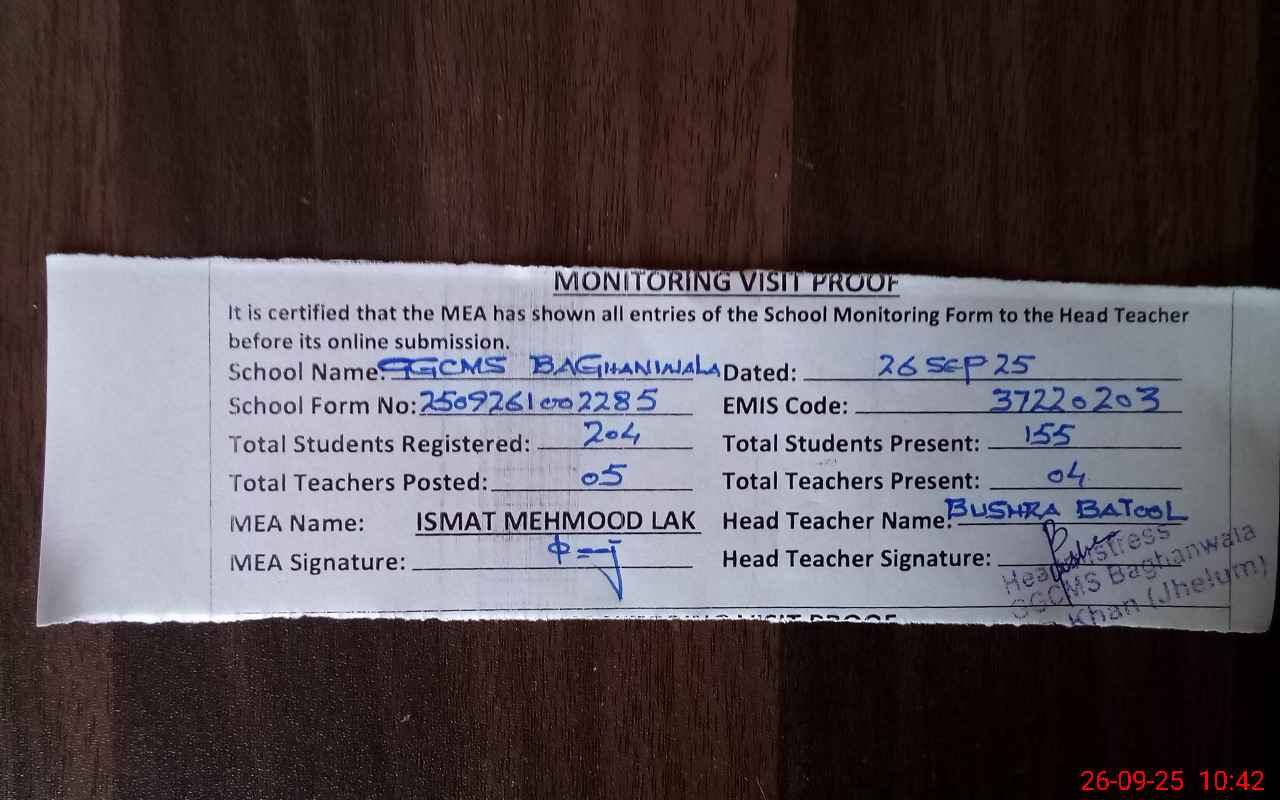 MONITORING VISIT PROOF
It is certified that the MEA has shown all entries of the School Monitoring Form to the Head Teacher
before its online submission.
School Name: GGCMS BAGHANWALA Dated: 26 SEP 25
School Form No: 2509261002285 EMIS Code: 37220203
Total Students Registered: 204 Total Students Present: 155
Total Teachers Posted: 05 Total Teachers Present: 04
MEA Name: ISMAT MEHMOOD LAK Head Teacher Name: BUSHRA BATOOL
MEA Signature: Head Teacher Signature:
Headmistress
GGCMS Baghanwala
Khan (Jhelum)
VISIT PROOF
26-09-25 10:42